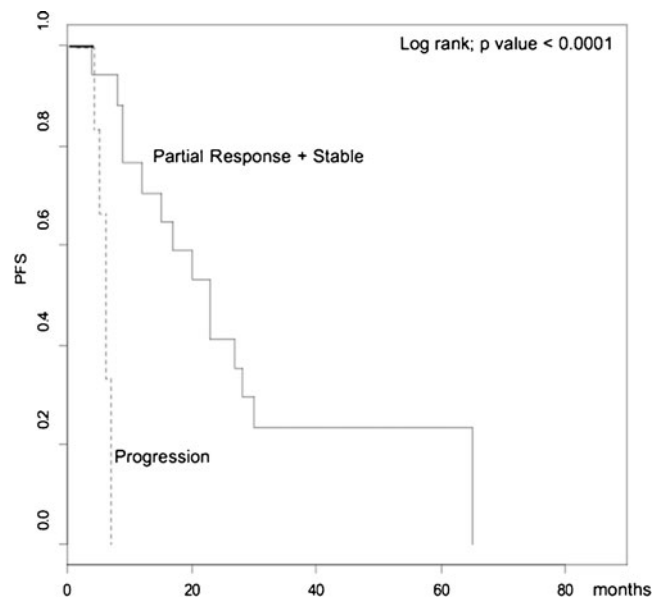 Log rank; p value < 0.0001
Partial Response + Stable
Progression
PFS
1.0
0.8
0.6
0.4
0.2
0.0
0 20 40 60 80 months